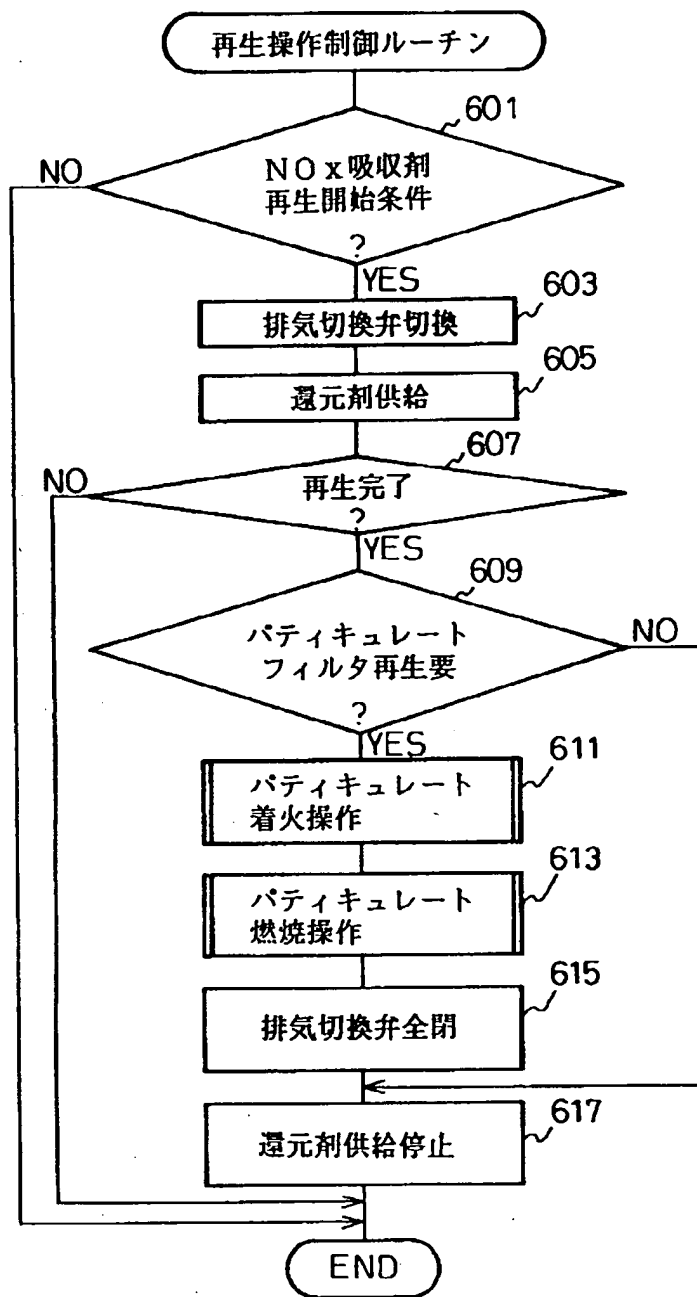 再生操作制御ルーチン
601
NO
NOx吸収剤
再生開始条件
?
YES
603
排気切換弁切換
605
還元剤供給
607
NO
再生完了
?
YES
609
パティキュレート
フィルタ再生要
NO
?
YES
611
パティキュレート
着火操作
613
パティキュレート
燃焼操作
615
排気切換弁全閉
617
還元剤供給停止
END